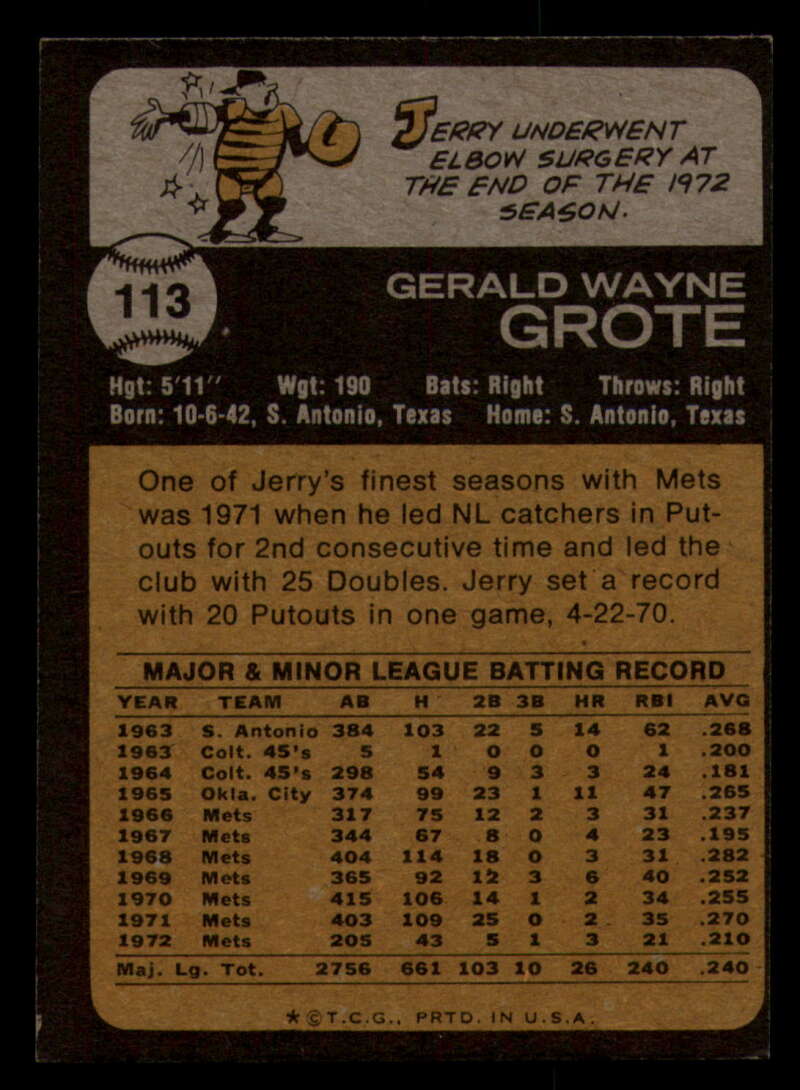 JERRY UNDERWENT
ELBOW SURGERY AT
THE END OF THE 1972
SEASON.
113
GERALD WAYNE
GROTE
Hgt: 5'11" Wgt: 190 Bats: Right Throws: Right
Born: 10-6-42, S. Antonio, Texas Home: S. Antonio, Texas
One of Jerry's finest seasons with Mets
was 1971 when he led NL catchers in Put-
outs for 2nd consecutive time and led the
club with 25 Doubles. Jerry set a record
with 20 Putouts in one game, 4-22-70.
MAJOR & MINOR LEAGUE BATTING RECORD
YEAR TEAM AB H 2B 3B HR RBI AVG
1963 S. Antonio 384 103 22 5 14 62 .268
1963 Colt. 45's 5 1 0 0 0 1 .200
1964 Colt. 45's 298 54 9 3 3 24 .181
1965 Okla. City 374 99 23 1 11 47 .265
1966 Mets 317 75 12 2 3 31 .237
1967 Mets 344 67 8 0 4 23 .195
1968 Mets 404 114 18 0 3 31 .282
1969 Mets 365 92 12 3 6 40 .252
1970 Mets 415 106 14 1 2 34 .255
1971 Mets 403 109 25 0 2 35 .270
1972 Mets 205 43 5 1 3 21 .210
Maj. Lg. Tot. 2756 661 103 10 26 240 .240
★©T.C.G., PRTD. IN U.S.A.